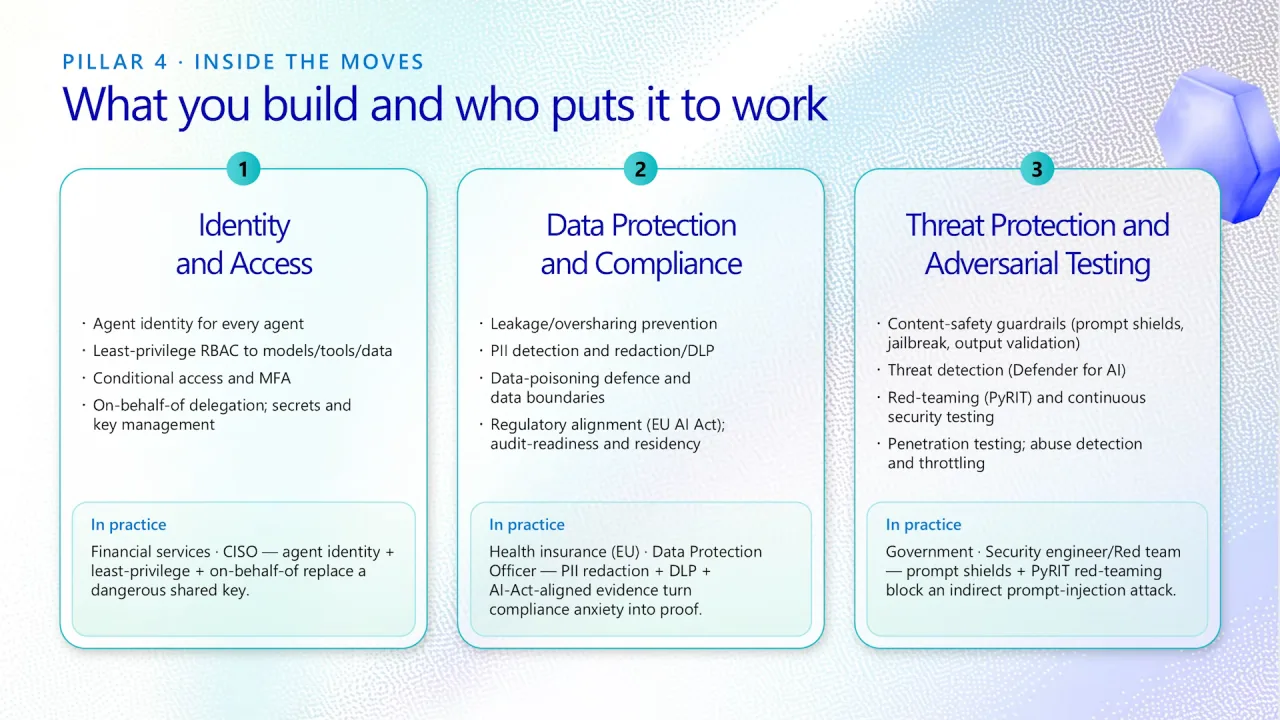 PILLAR 4 · INSIDE THE MOVES
What you build and who puts it to work
1
Identity
and Access
· Agent identity for every agent
· Least-privilege RBAC to models/tools/data
· Conditional access and MFA
· On-behalf-of delegation; secrets and
key management
In practice
Financial services · CISO — agent identity +
least-privilege + on-behalf-of replace a
dangerous shared key.
2
Data Protection
and Compliance
· Leakage/oversharing prevention
· PII detection and redaction/DLP
· Data-poisoning defence and
data boundaries
· Regulatory alignment (EU AI Act);
audit-readiness and residency
In practice
Health insurance (EU) · Data Protection
Officer — PII redaction + DLP +
AI-Act-aligned evidence turn
compliance anxiety into proof.
3
Threat Protection and
Adversarial Testing
· Content-safety guardrails (prompt shields,
jailbreak, output validation)
· Threat detection (Defender for AI)
· Red-teaming (PyRIT) and continuous
security testing
· Penetration testing; abuse detection
and throttling
In practice
Government · Security engineer/Red team
— prompt shields + PyRIT red-teaming
block an indirect prompt-injection attack.